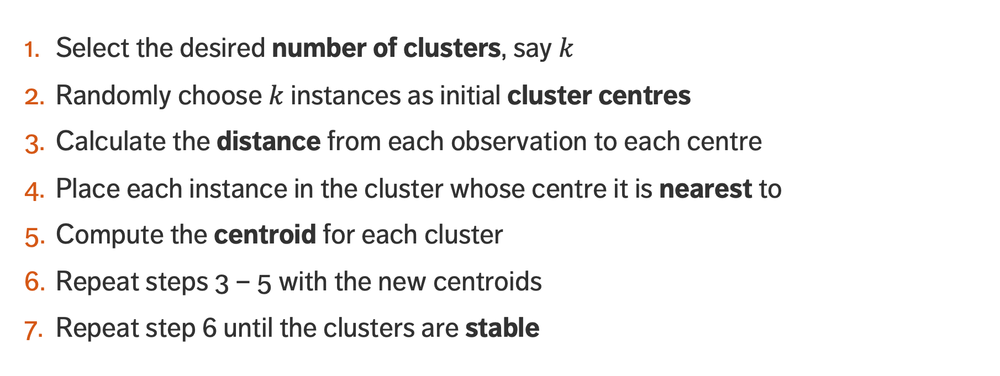 1. Select the desired number of clusters, say k
2. Randomly choose k instances as initial cluster centres
3. Calculate the distance from each observation to each centre
4. Place each instance in the cluster whose centre it is nearest to
5. Compute the centroid for each cluster
6. Repeat steps 3 – 5 with the new centroids
7. Repeat step 6 until the clusters are stable